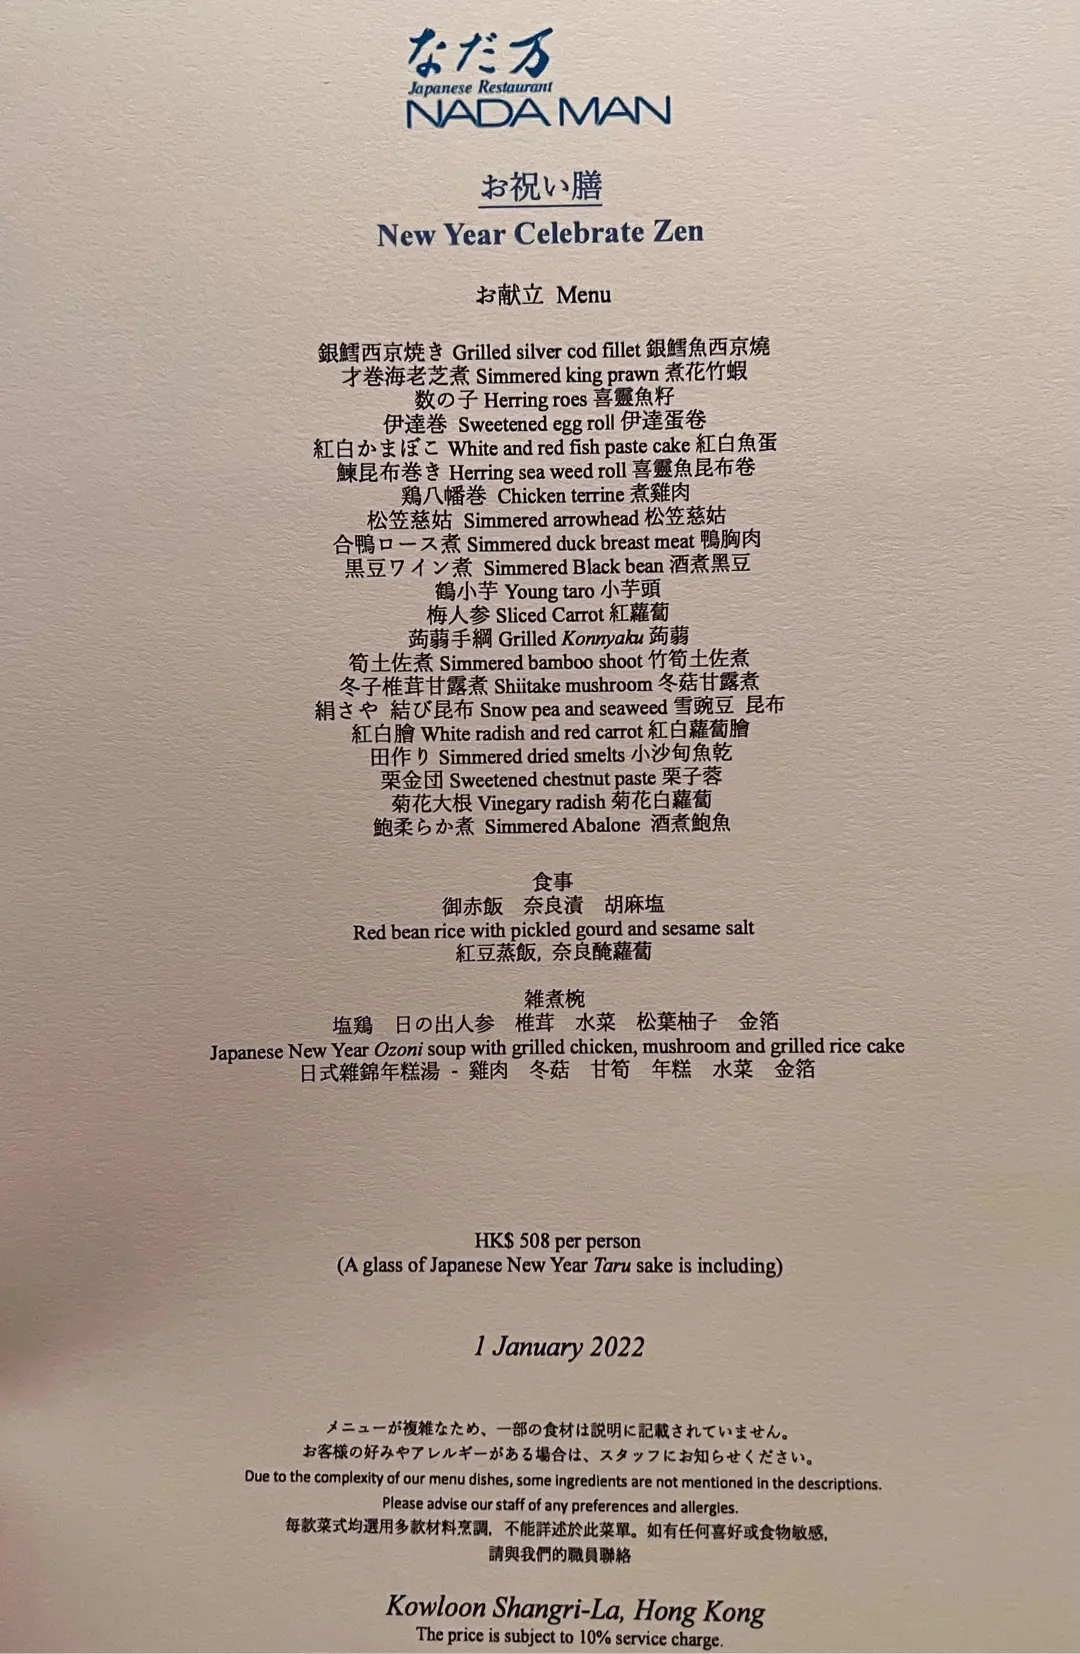 なだ万
Japanese Restaurant
NADAMAN
お祝い膳
New Year Celebrate Zen
お献立 Menu
銀鱈西京焼き Grilled silver cod fillet 銀鱈魚西京燒
才巻海老芝煮 Simmered king prawn 煮花竹蝦
数の子 Herring roes 喜靈魚籽
伊達巻 Sweetened egg roll 伊達蛋卷
紅白かまぼこ White and red fish paste cake 紅白魚蛋
鰊昆布巻き Herring sea weed roll 喜靈魚昆布卷
鶏八幡巻 Chicken terrine 煮雞肉
松笠慈姑 Simmered arrowhead 松笠慈姑
合鴨ロース煮 Simmered duck breast meat 鴨胸肉
黒豆ワイン煮 Simmered Black bean 酒煮黑豆
鶴小芋 Young taro 小芋頭
梅人参 Sliced Carrot 紅蘿蔔
蒟蒻手綱 Grilled Konnyaku 蒟蒻
筍土佐煮 Simmered bamboo shoot 竹筍土佐煮
冬子椎茸甘露煮 Shiitake mushroom 冬菇甘露煮
絹さや 結び昆布 Snow pea and seaweed 雪豌豆 昆布
紅白膾 White radish and red carrot 紅白蘿蔔膾
田作り Simmered dried smelts 小沙甸魚乾
栗金団 Sweetened chestnut paste 栗子蓉
菊花大根 Vinegary radish 菊花白蘿蔔
鮑柔らか煮 Simmered Abalone 酒煮鮑魚
食事
御赤飯 奈良漬 胡麻塩
Red bean rice with pickled gourd and sesame salt
紅豆蒸飯, 奈良醃蘿蔔
雑煮椀
塩鶏 日の出人参 椎茸 水菜 松葉柚子 金箔
Japanese New Year Ozoni soup with grilled chicken, mushroom and grilled rice cake
日式雜錦年糕湯 - 雞肉 冬菇 甘筍 年糕 水菜 金箔
HK$ 508 per person
(A glass of Japanese New Year Taru sake is including)
1 January 2022
メニューが複雑なため、一部の食材は説明に記載されていません。
お客様の好みやアレルギーがある場合は、スタッフにお知らせください。
Due to the complexity of our menu dishes, some ingredients are not mentioned in the descriptions.
Please advise our staff of any preferences and allergies.
每款菜式均選用多款材料烹調, 不能詳述於此菜單。如有任何喜好或食物敏感,
請與我們的職員聯絡
Kowloon Shangri-La, Hong Kong
The price is subject to 10% service charge.